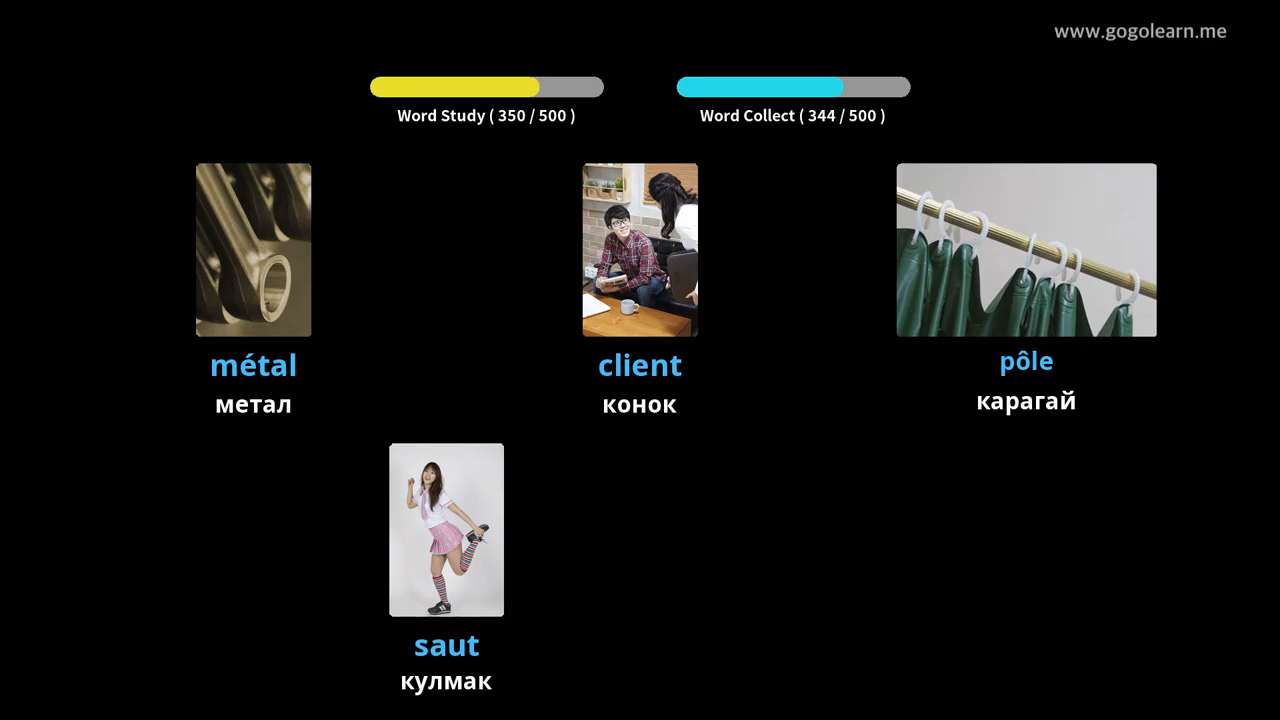 www.gogolearn.me
Word Study ( 350 / 500 )
Word Collect ( 344 / 500 )
métal
метал
client
конок
pôle
карагай
saut
кулмак